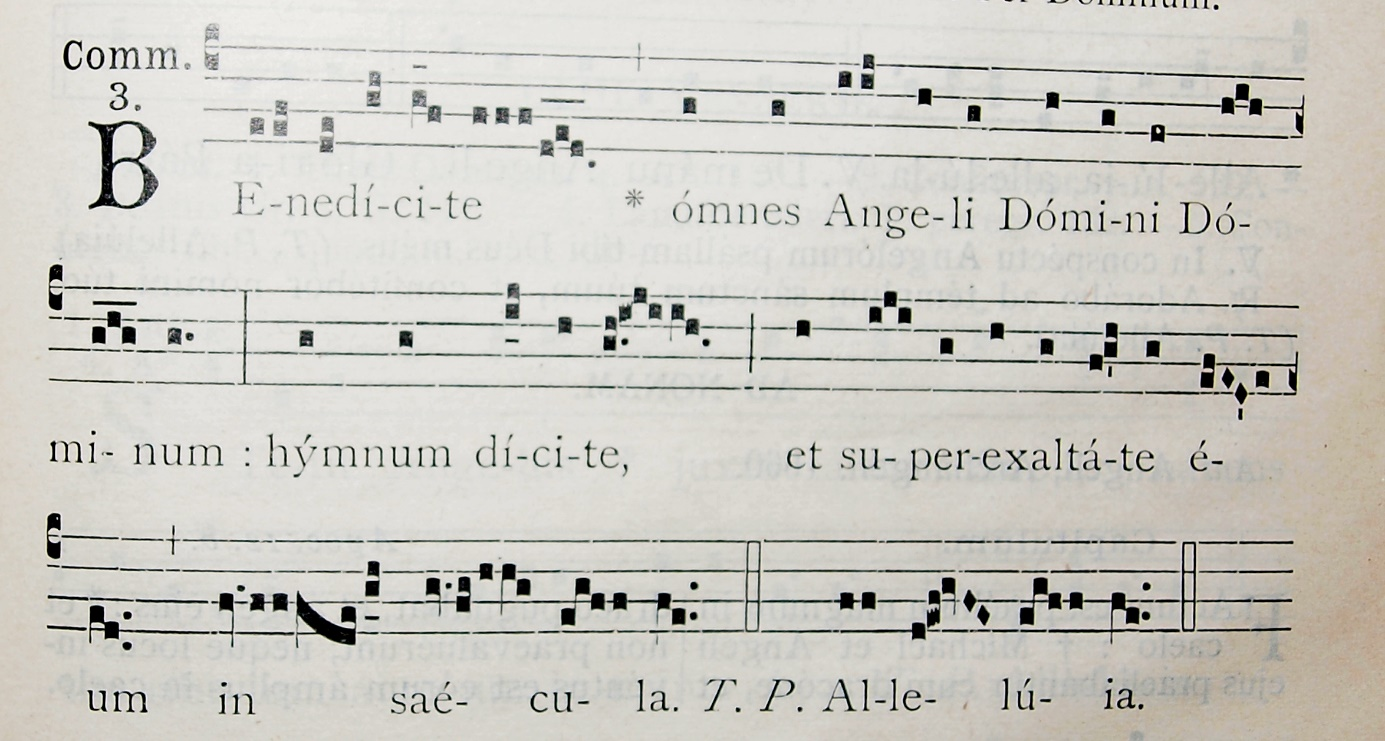 Comm.
3.
BE-nedí-ci-te * ómnes Ange-li Dómi-ni Dó-
mi- num : hýmnum dí-ci-te, et su-per-exaltá-te é-
um in saé- cu- la. T. P. Al-le- lú- ia.